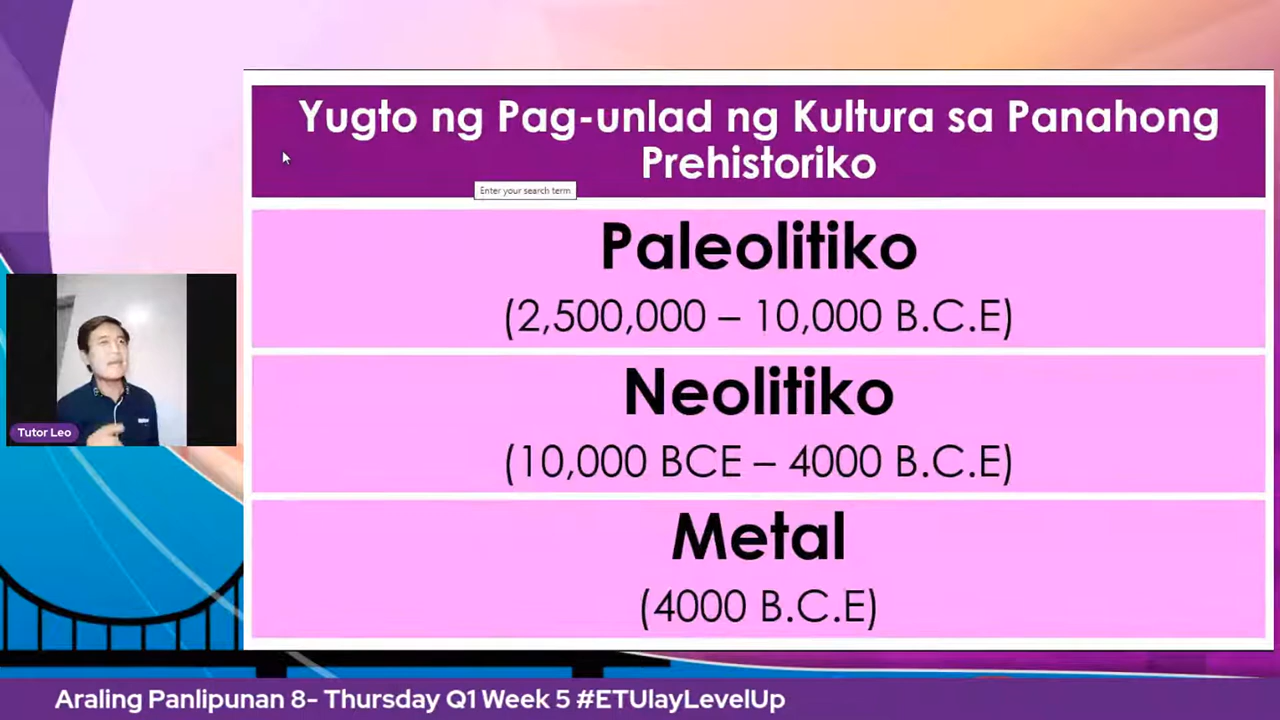 Yugto ng Pag-unlad ng Kultura sa Panahong
Prehistoriko
Enter your search term
Paleolitiko
(2,500,000 – 10,000 B.C.E)
Neolitiko
(10,000 BCE – 4000 B.C.E)
Metal
(4000 B.C.E)
Tutor Leo
Araling Panlipunan 8- Thursday Q1 Week 5 #ETUlayLevelUp